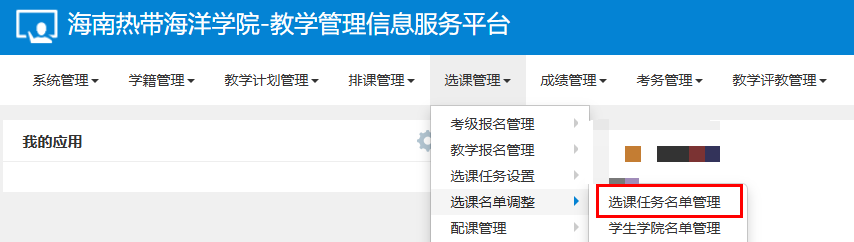 海南热带海洋学院-教学管理信息服务平台
系统管理 学籍管理 教学计划管理 排课管理 选课管理 成绩管理 考务管理 教学评教管理
我的应用
考级报名管理
教学报名管理
选课任务设置
选课名单调整
配课管理
选课任务名单管理
学生学院名单管理